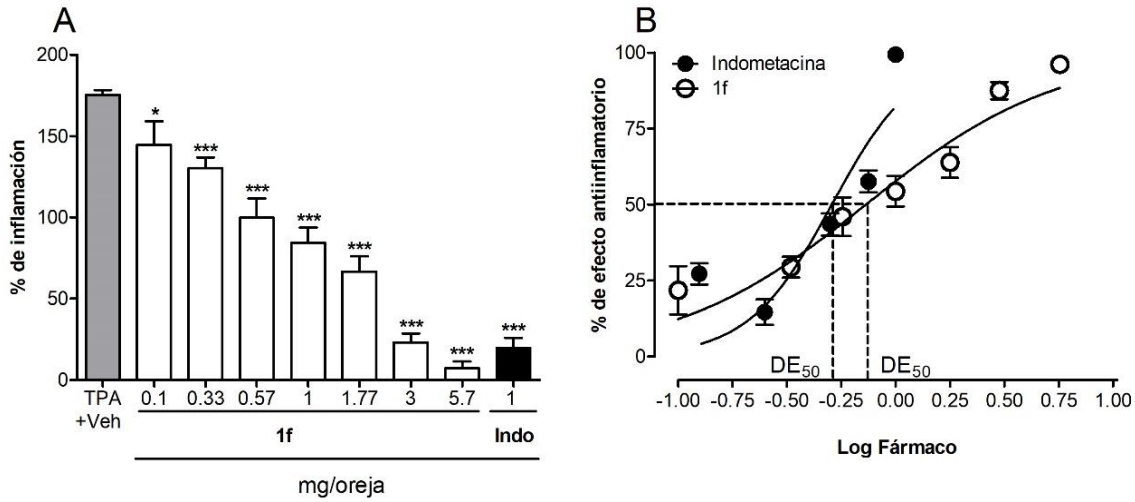 A
% de inflamación
200
150
100
50
0
*
***
***
***
***
***
***
***
TPA
+Veh
0.1 0.33 0.57 1 1.77 3 5.7 1
1f Indo
mg/oreja
B
% de efecto antiinflamatorio
100
75
50
25
0
Indometacina
1f
DE50 DE50
-1.00 -0.75 -0.50 -0.25 0.00 0.25 0.50 0.75 1.00
Log Fármaco